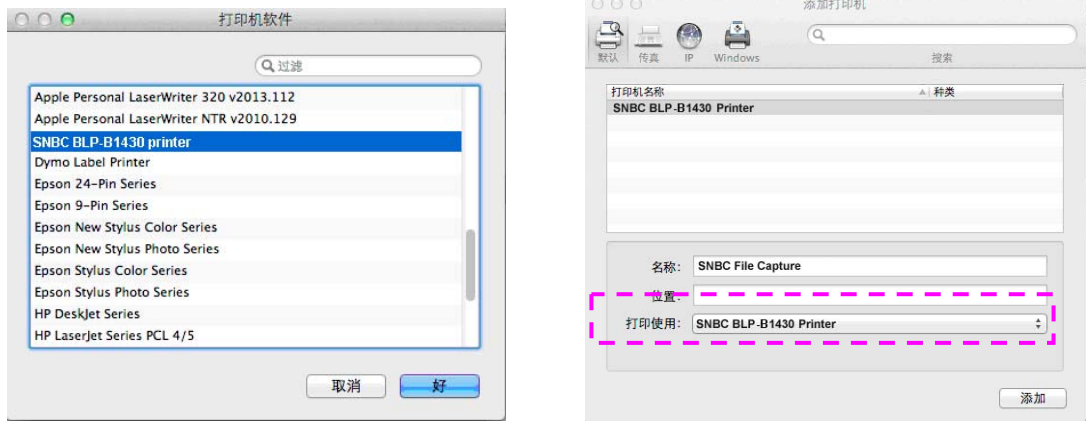 打印机软件
过滤
Apple Personal LaserWriter 320 v2013.112
Apple Personal LaserWriter NTR v2010.129
SNBC BLP-B1430 printer
Dymo Label Printer
Epson 24-Pin Series
Epson 9-Pin Series
Epson New Stylus Color Series
Epson New Stylus Photo Series
Epson Stylus Color Series
Epson Stylus Photo Series
HP DeskJet Series
HP LaserJet Series PCL 4/5
取消
好
添加打印机
默认 传真 IP Windows 搜索
打印机名称 种类
SNBC BLP-B1430 Printer
名称: SNBC File Capture
位置:
打印使用: SNBC BLP-B1430 Printer
添加